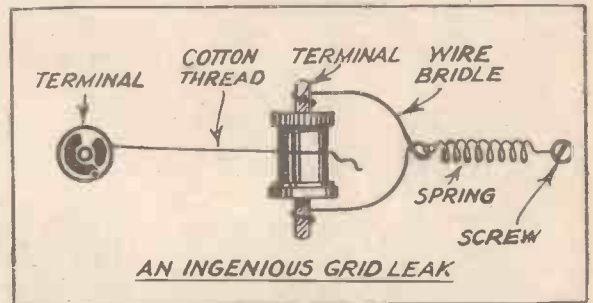 TERMINAL
COTTON
THREAD
TERMINAL
WIRE
BRIDLE
SPRING
SCREW
AN INGENIOUS GRID LEAK